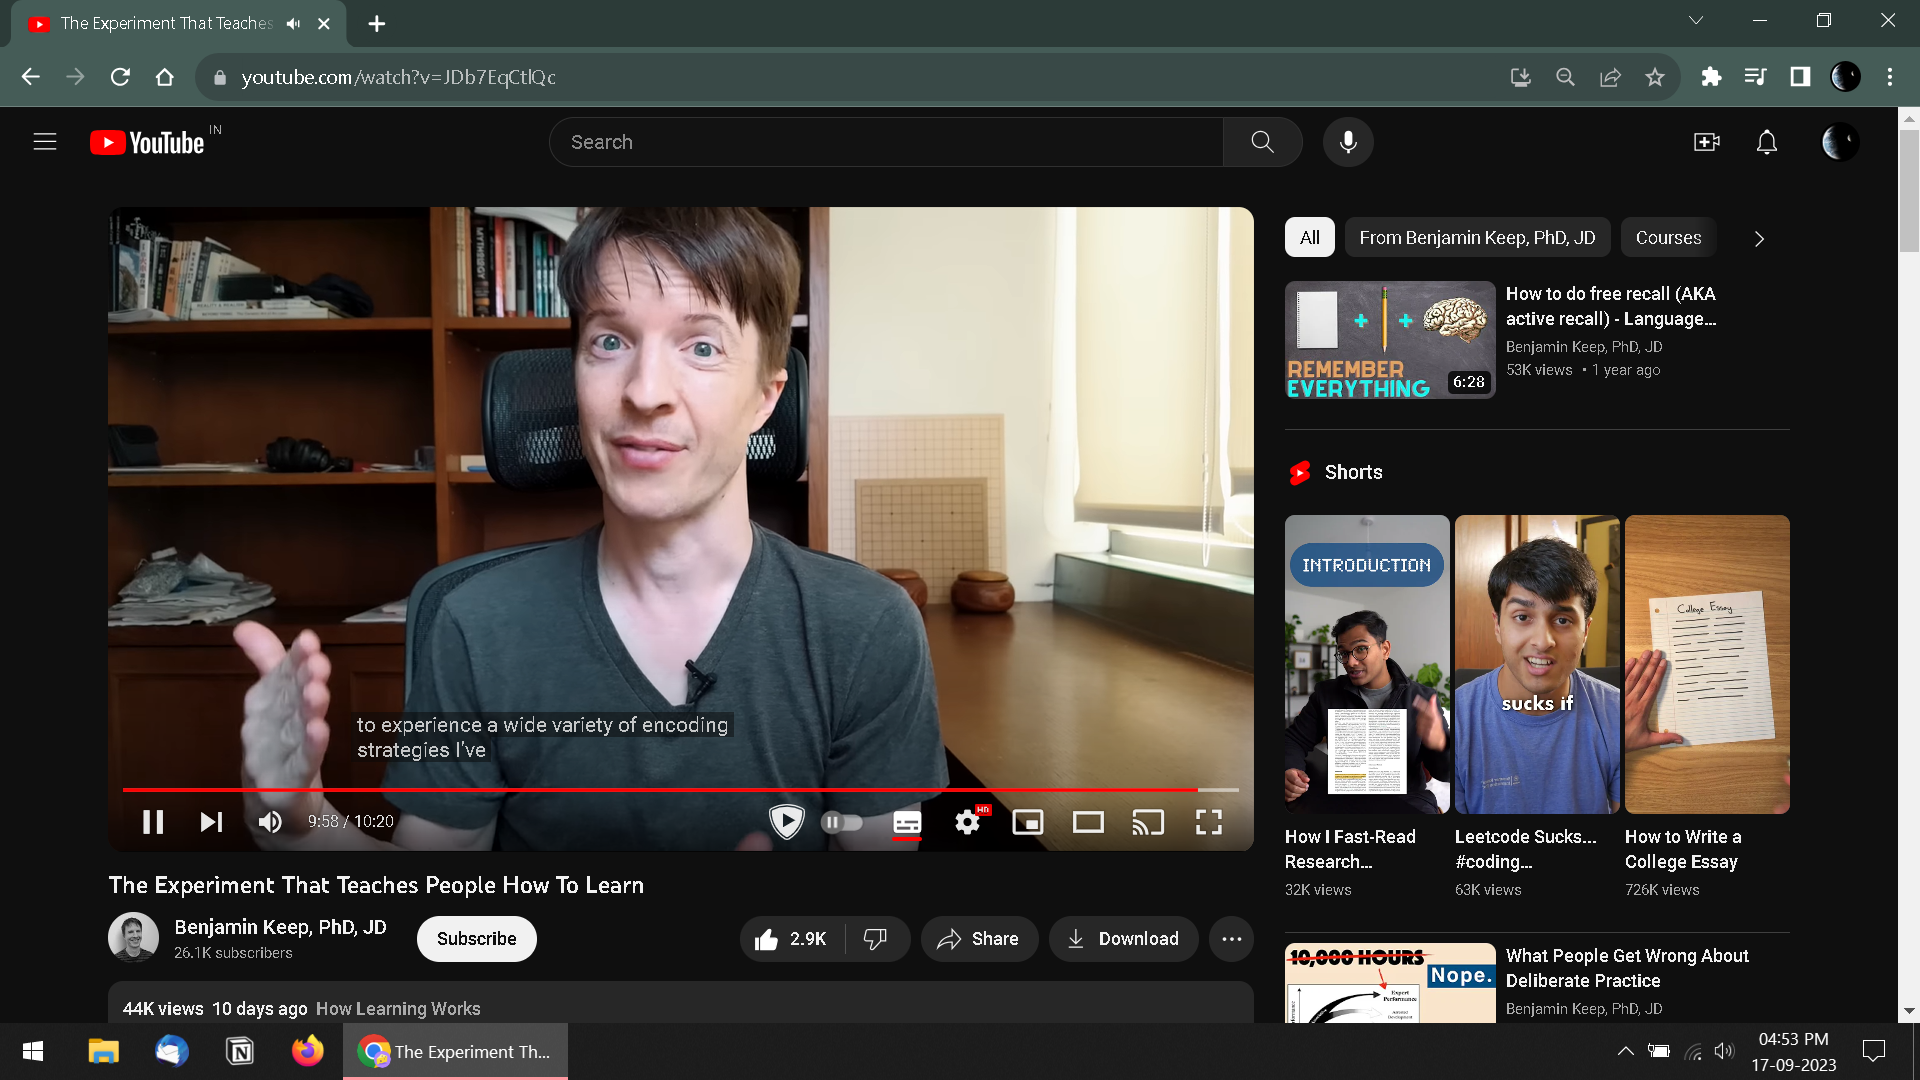 The Experiment That Teaches
youtube.com/watch?v=JDb7EqCtlQc
YouTube IN
Search
All
From Benjamin Keep, PhD, JD
Courses
to experience a wide variety of encoding
strategies I've
9:58 / 10:20
HD
The Experiment That Teaches People How To Learn
Benjamin Keep, PhD, JD
26.1K subscribers
Subscribe
2.9K
Share
Download
44K views 10 days ago How Learning Works
REMEMBER
EVERYTHING
6:28
How to do free recall (AKA
active recall) - Language...
Benjamin Keep, PhD, JD
53K views • 1 year ago
Shorts
INTRODUCTION
sucks if
College Essay
How I Fast-Read
Research...
32K views
Leetcode Sucks...
#coding...
63K views
How to Write a
College Essay
726K views
10,000 HOURS
Nope.
Expert
Performance
What People Get Wrong About
Deliberate Practice
Benjamin Keep, PhD, JD
The Experiment Th...
04:53 PM
17-09-2023